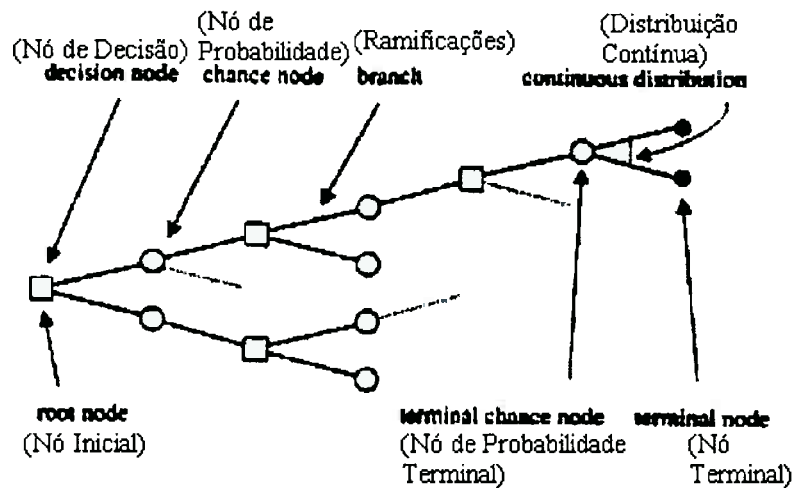 (Nó de Decisão)
decision node
(Nó de
Probabilidade)
chance node
(Ramificações)
branch
(Distribuição
Contínua)
continuous distribution
root node
(Nó Inicial)
terminal chance node
(Nó de Probabilidade
Terminal)
terminal node
(Nó
Terminal)